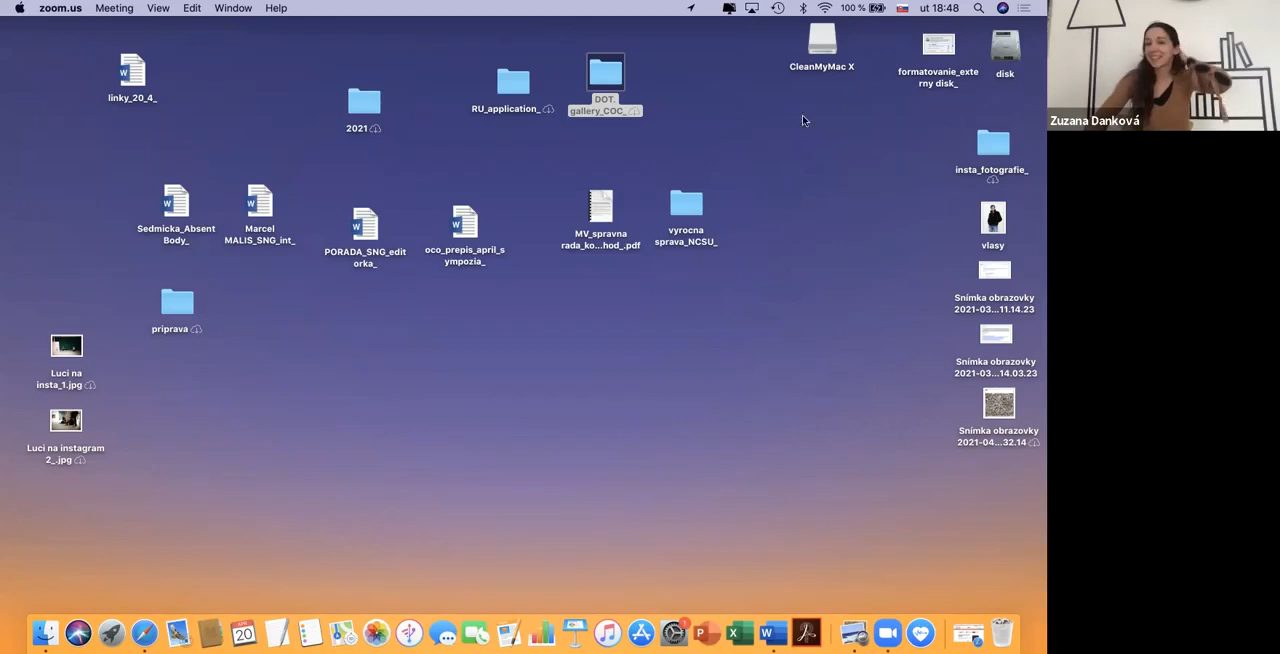 zoom.us Meeting View Edit Window Help 100 % ut 18:48
CleanMyMac X
formatovanie_exte
rny disk_
disk
linky_20_4_
2021
RU_application_
DOT.
gallery_COC_
Zuzana Danková
insta_fotografie_
Sedmicka_Absent
Body_
Marcel
MALIS_SNG_int_
PORADA_SNG_edit
orka_
oco_prepis_april_s
ympozia_
MV_spravna
rada_ko...hod_.pdf
vyrocna
sprava_NCSU_
vlasy
Snímka obrazovky
2021-03...11.14.23
priprava
Snímka obrazovky
2021-03...14.03.23
Luci na
insta_1.jpg
Snímka obrazovky
2021-04...32.14
Luci na instagram
2_.jpg
APR
20
1